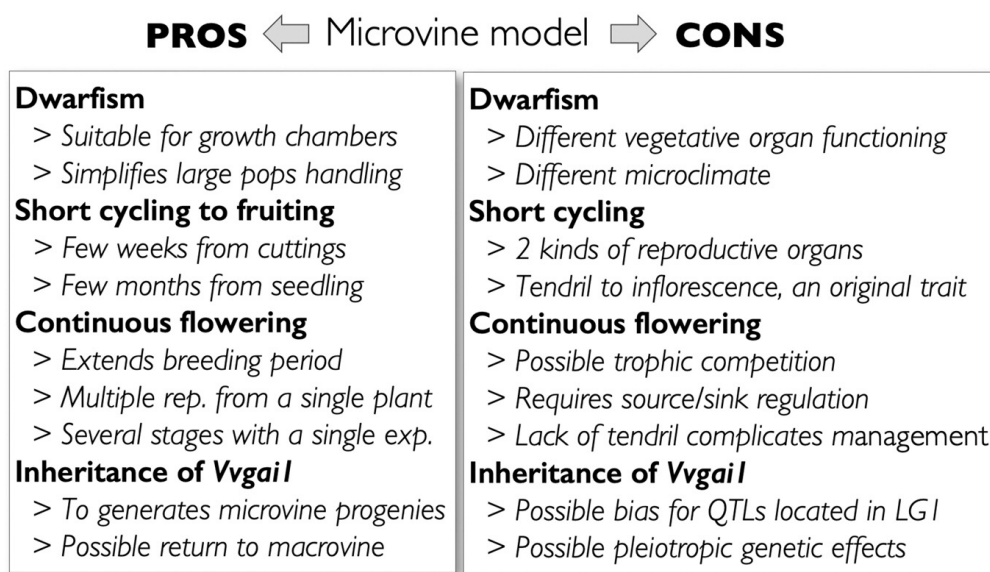 PROS Microvine model CONS
Dwarfism
> Suitable for growth chambers
> Simplifies large pops handling
Short cycling to fruiting
> Few weeks from cuttings
> Few months from seedling
Continuous flowering
> Extends breeding period
> Multiple rep. from a single plant
> Several stages with a single exp.
Inheritance of Vvgai1
> To generates microvine progenies
> Possible return to macrovine
Dwarfism
> Different vegetative organ functioning
> Different microclimate
Short cycling
> 2 kinds of reproductive organs
> Tendril to inflorescence, an original trait
Continuous flowering
> Possible trophic competition
> Requires source/sink regulation
> Lack of tendril complicates management
Inheritance of Vvgai1
> Possible bias for QTLs located in LG1
> Possible pleiotropic genetic effects